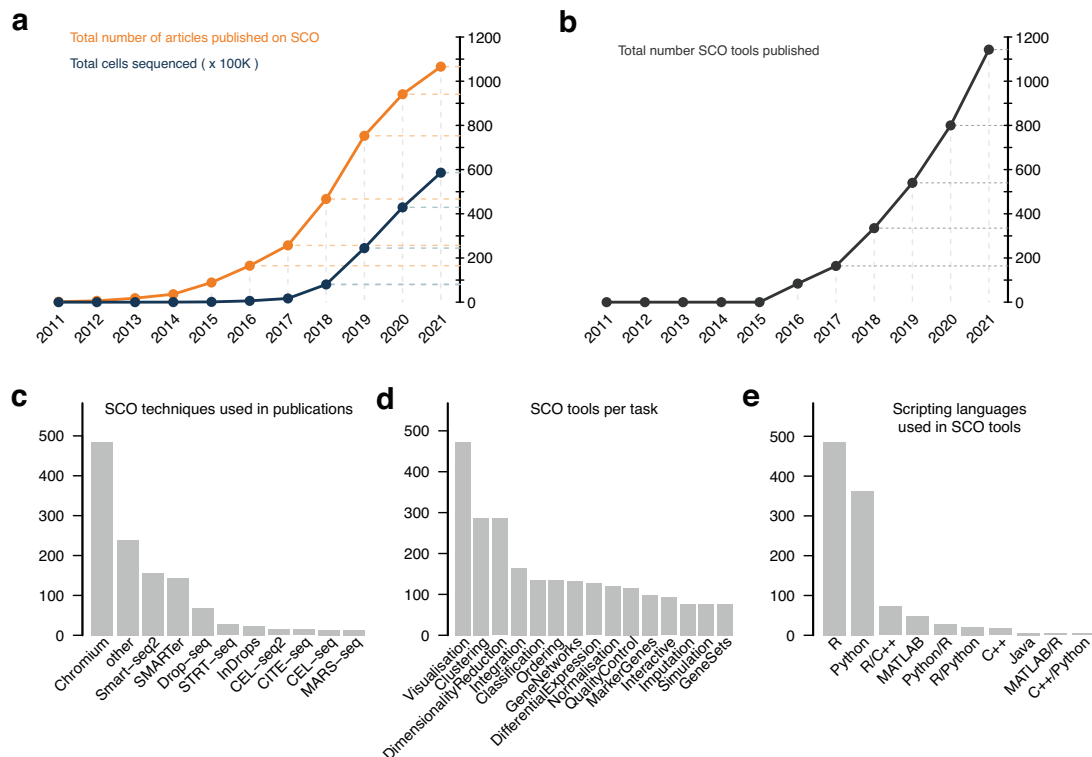 a
Total number of articles published on SCO
Total cells sequenced ( x 100K )
1200
1000
800
600
400
200
0
2011
2012
2013
2014
2015
2016
2017
2018
2019
2020
2021
b
Total number SCO tools published
1200
1000
800
600
400
200
0
2011
2012
2013
2014
2015
2016
2017
2018
2019
2020
2021
c
SCO techniques used in publications
500
400
300
200
100
0
Chromium
other
Smart-seq2
SMARTer
Drop-seq
STRT-seq
InDrops
CEL-seq2
CITE-seq
CEL-seq
MARS-seq
d
SCO tools per task
500
400
300
200
100
0
Visualisation
Clustering
DimensionalityReduction
Integration
Classification
Ordering
GeneNetworks
DifferentialExpression
Normalisation
QualityControl
MarkerGenes
Interactive
Imputation
Simulation
GeneSets
e
Scripting languages
used in SCO tools
500
400
300
200
100
0
R
Python
R/C++
MATLAB
Python/R
R/Python
C++
Java
MATLAB/R
C++/Python